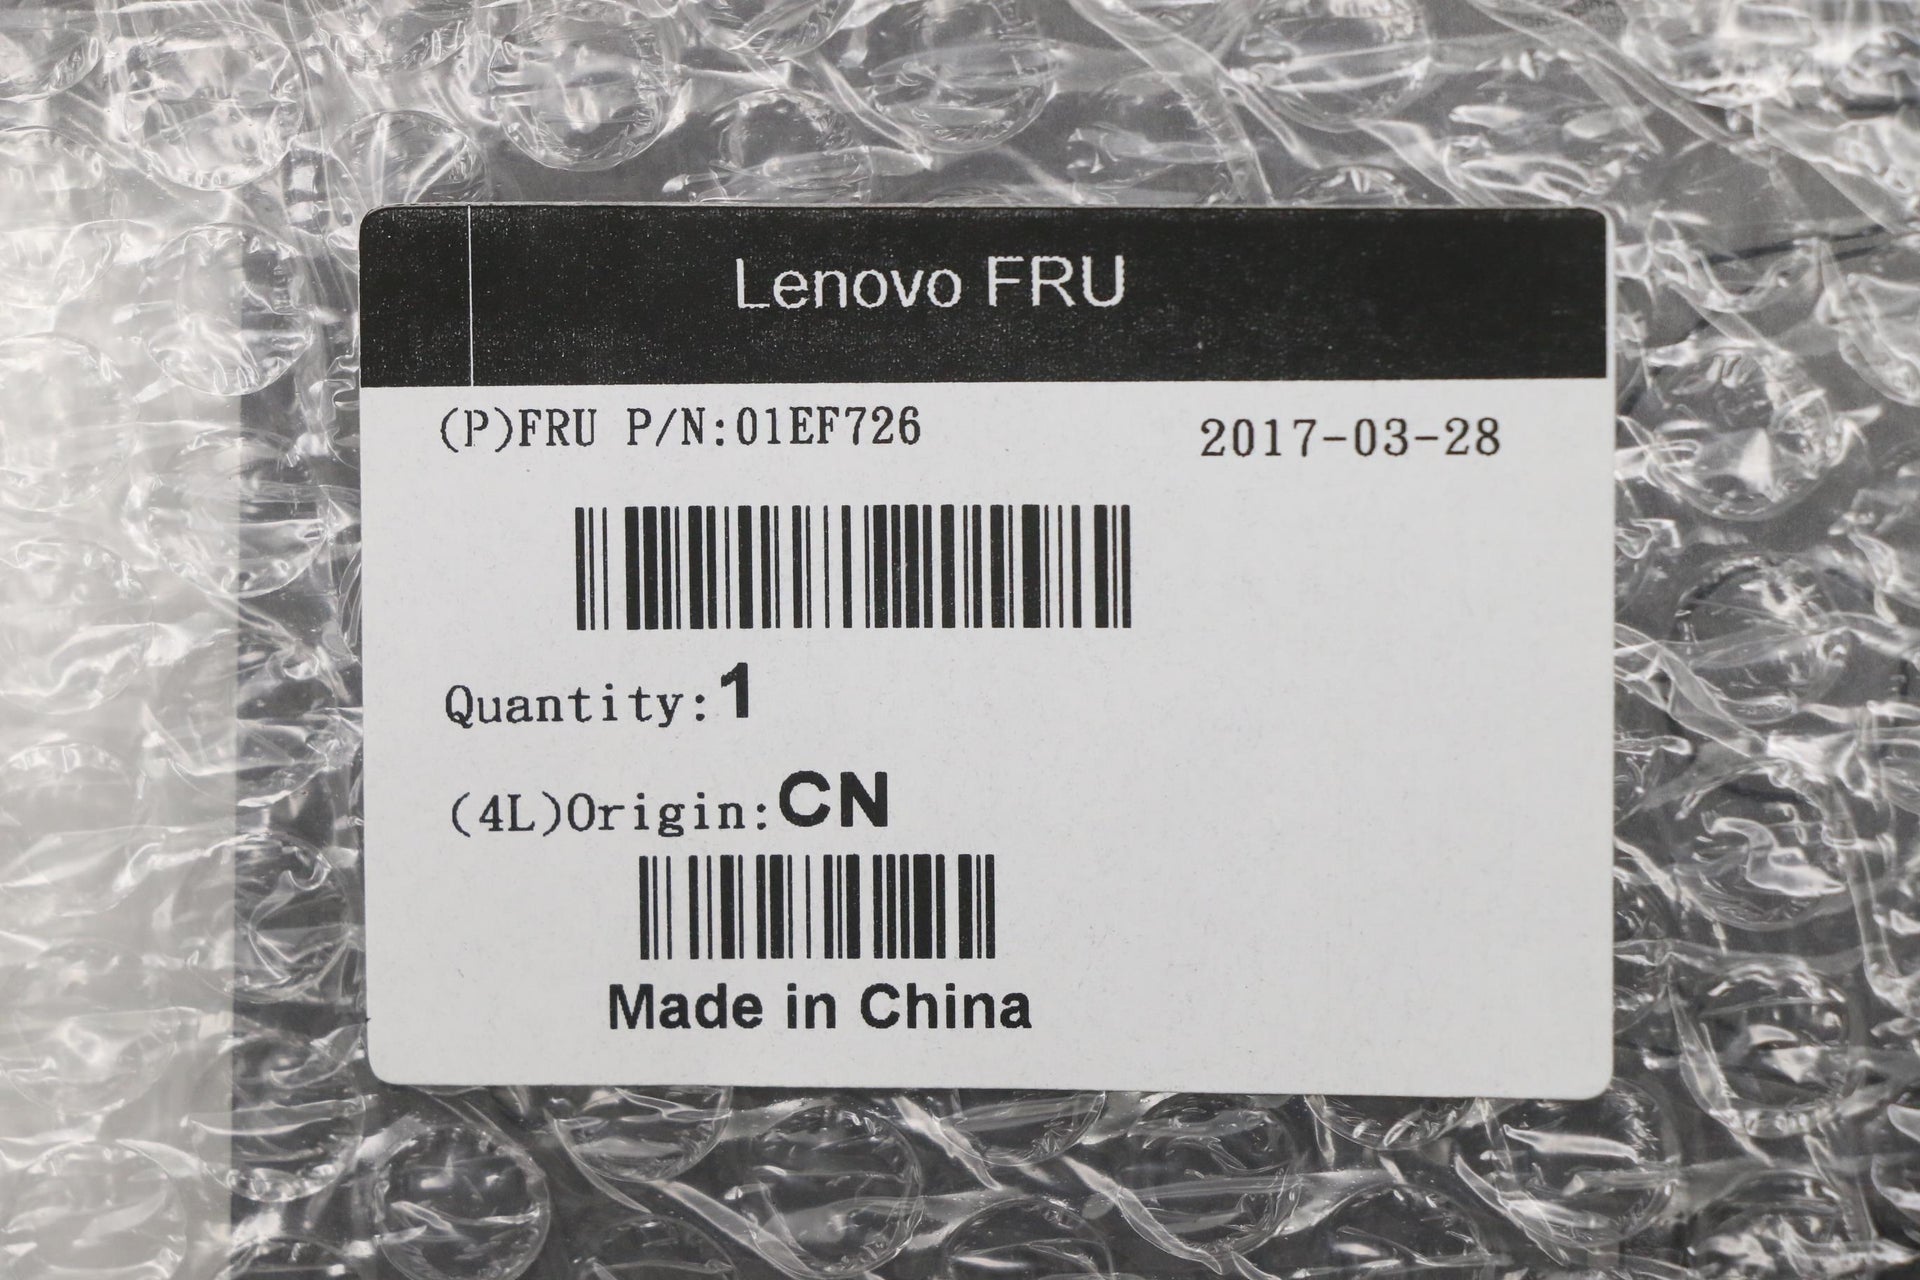 Lenovo FRU
(P)FRU P/N:01EF726
2017-03-28
Quantity:1
(4L)Origin:CN
Made in China